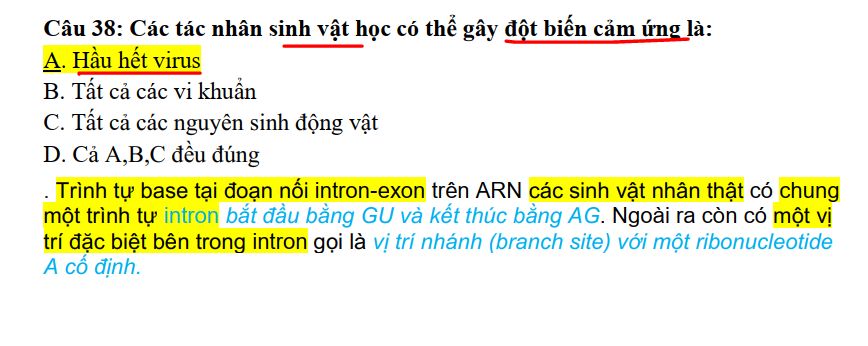 Câu 38: Các tác nhân sinh vật học có thể gây đột biến cảm ứng là:
A. Hầu hết virus
B. Tất cả các vi khuẩn
C. Tất cả các nguyên sinh động vật
D. Cả A,B,C đều đúng
. Trình tự base tại đoạn nối intron-exon trên ARN các sinh vật nhân thật có chung
một trình tự intron bắt đầu bằng GU và kết thúc bằng AG. Ngoài ra còn có một vị
trí đặc biệt bên trong intron gọi là vị trí nhánh (branch site) với một ribonucleotide
A cố định.